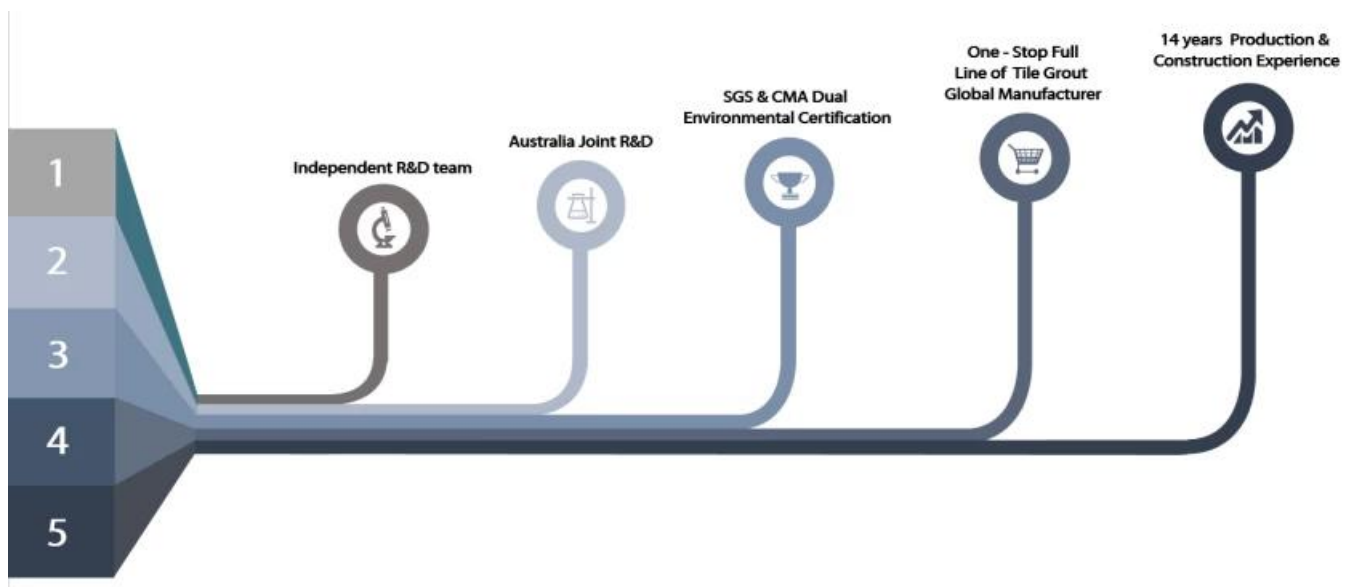 1
2
3
4
5
Independent R&D team
Australia Joint R&D
SGS & CMA Dual
Environmental Certification
One - Stop Full
Line of Tile Grout
Global Manufacturer
14 years Production &
Construction Experience